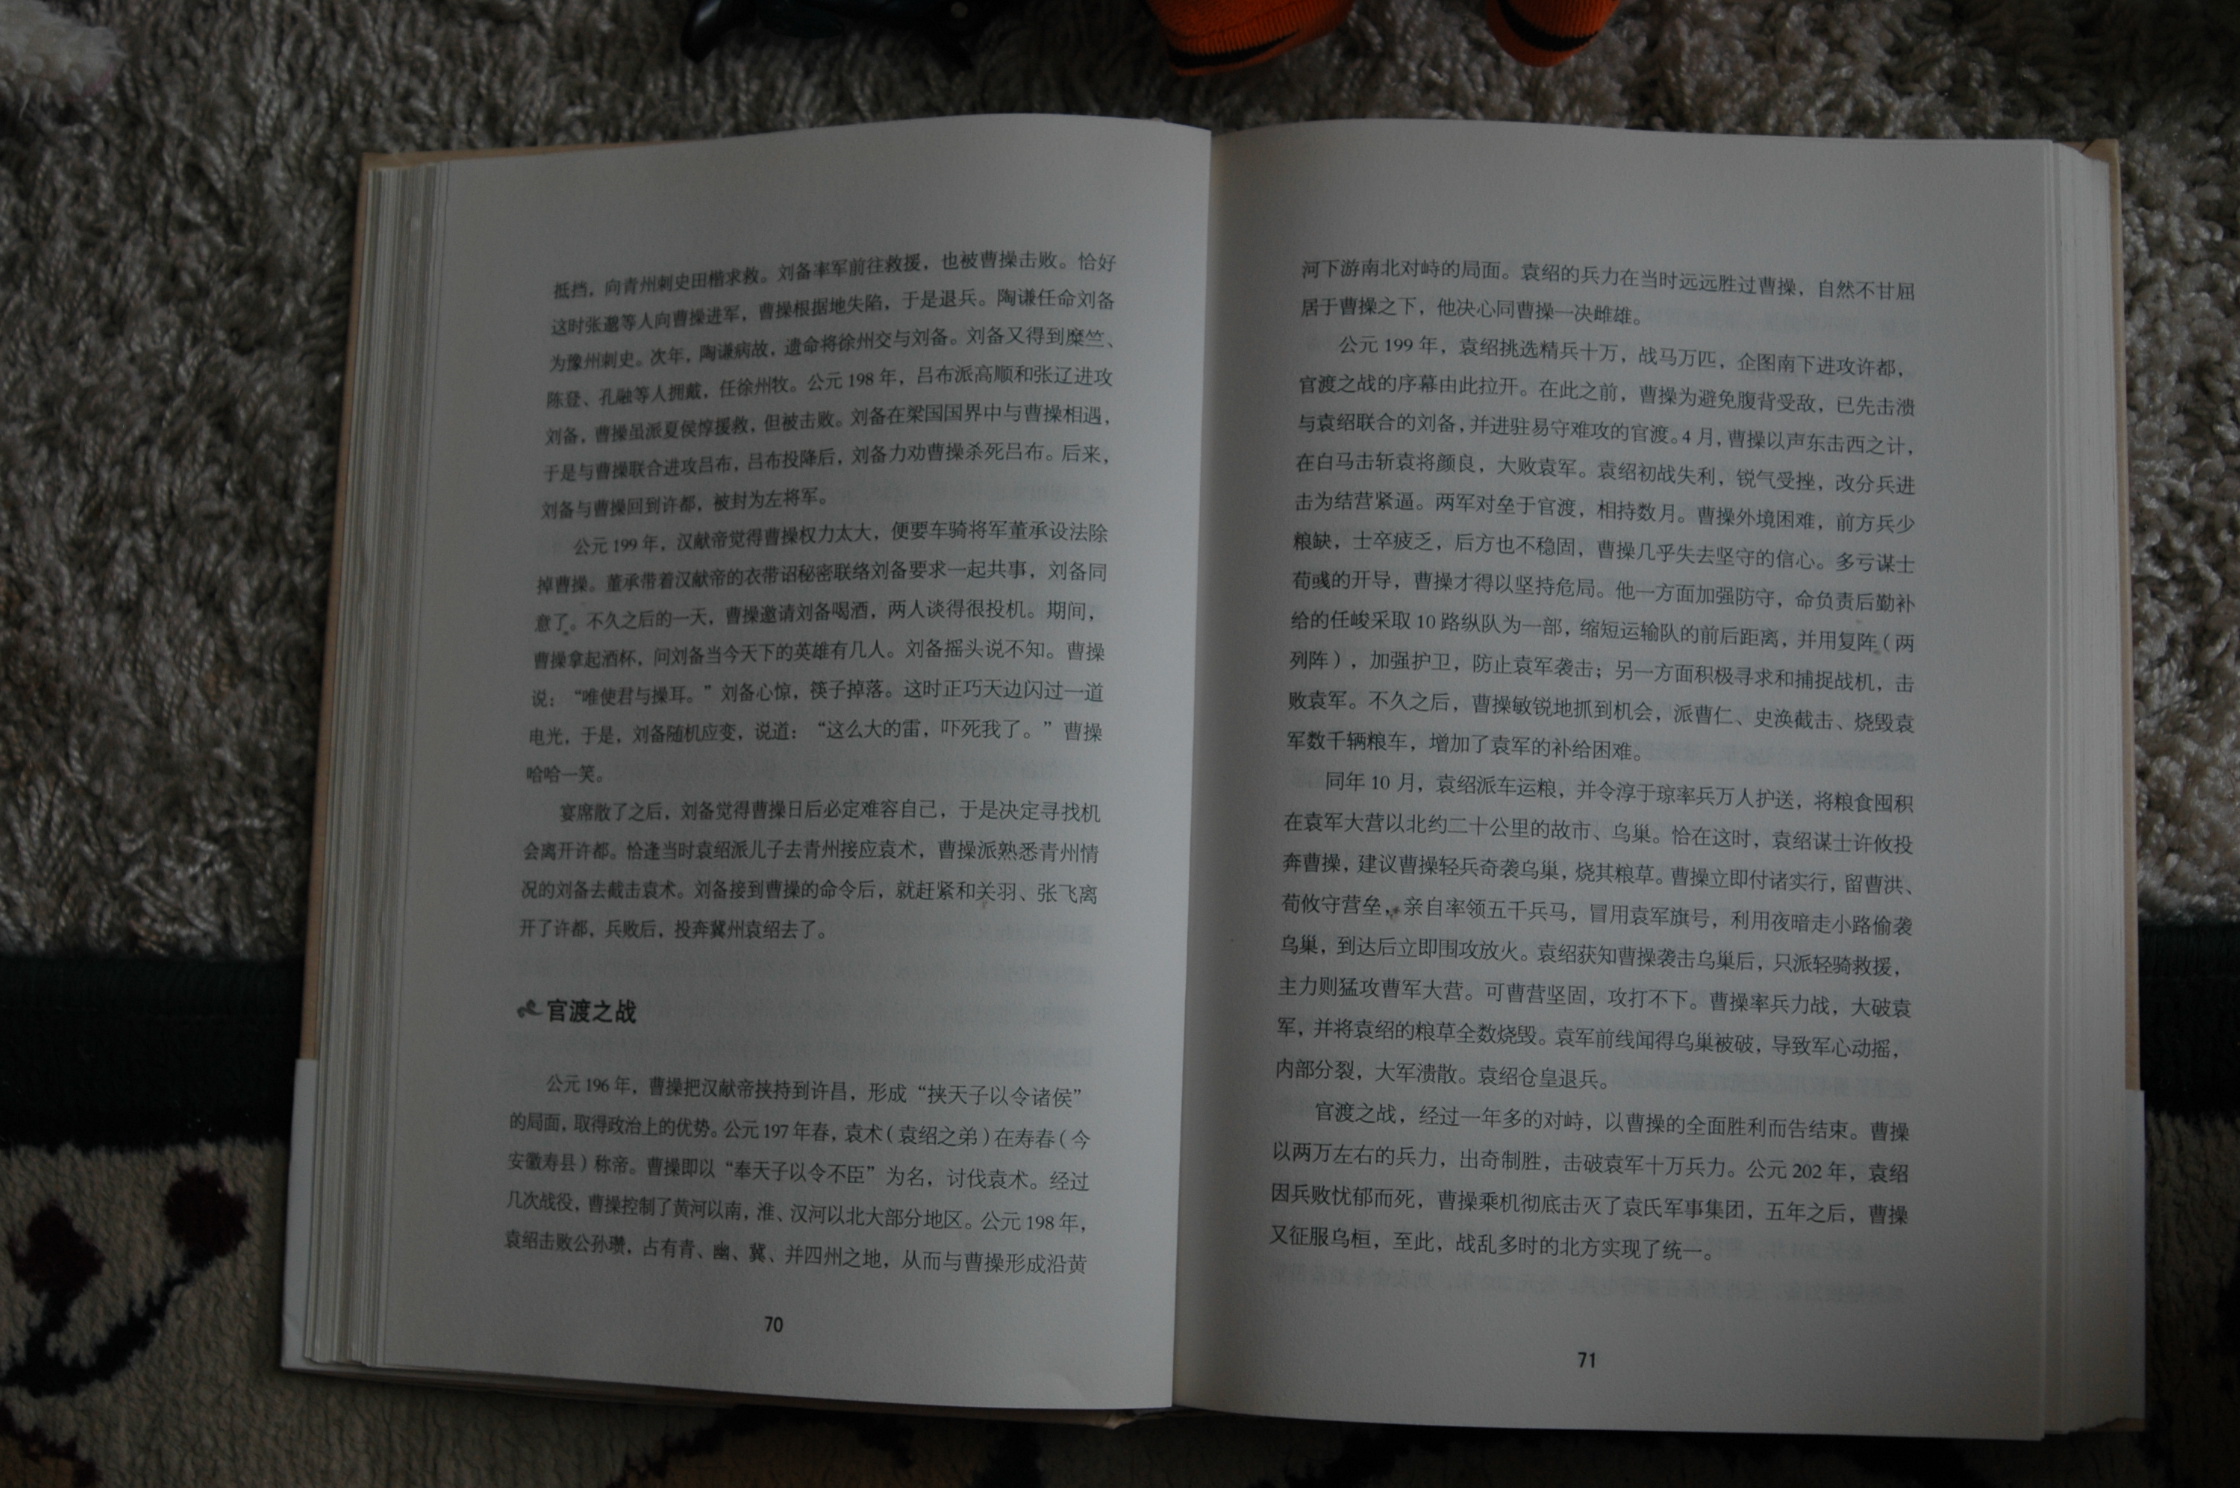 抵挡，向青州刺史田楷求救。刘备率军前往救援，也被曹操击败。恰好
这时张邈等人向曹操进军，曹操根据地失陷，于是退兵。陶谦任命刘备
为豫州刺史。次年，陶谦病故，遗命将徐州交与刘备。刘备又得到糜竺、
陈登、孔融等人拥戴，任徐州牧。公元 198 年，吕布派高顺和张辽进攻
刘备，曹操虽派夏侯惇援救，但被击败。刘备在梁国国界中与曹操相遇，
于是与曹操联合进攻吕布，吕布投降后，刘备力劝曹操杀死吕布。后来，
刘备与曹操回到许都，被封为左将军。
公元 199 年，汉献帝觉得曹操权力太大，便要车骑将军董承设法除
掉曹操。董承带着汉献帝的衣带诏秘密联络刘备要求一起共事，刘备同
意了。不久之后的一天，曹操邀请刘备喝酒，两人谈得很投机。期间，
曹操拿起酒杯，问刘备当今天下的英雄有几人。刘备摇头说不知。曹操
说：“唯使君与操耳。”刘备心惊，筷子掉落。这时正巧天边闪过一道
电光，于是，刘备随机应变，说道：“这么大的雷，吓死我了。”曹操
哈哈一笑。
宴席散了之后，刘备觉得曹操日后必定难容自己，于是决定寻找机
会离开许都。恰逢当时袁绍派儿子去青州接应袁术，曹操派熟悉青州情
况的刘备去截击袁术。刘备接到曹操的命令后，就赶紧和关羽、张飞离
开了许都，兵败后，投奔冀州袁绍去了。
官渡之战
公元 196 年，曹操把汉献帝挟持到许昌，形成“挟天子以令诸侯”
的局面，取得政治上的优势。公元 197 年春，袁术（袁绍之弟）在寿春（今
安徽寿县）称帝。曹操即以“奉天子以令不臣”为名，讨伐袁术。经过
几次战役，曹操控制了黄河以南，淮、汉河以北大部分地区。公元 198 年，
袁绍击败公孙瓒，占有青、幽、冀、并四州之地，从而与曹操形成沿黄
70
河下游南北对峙的局面。袁绍的兵力在当时远远胜过曹操，自然不甘屈
居于曹操之下，他决心同曹操一决雌雄。
公元 199 年，袁绍挑选精兵十万，战马万匹，企图南下进攻许都，
官渡之战的序幕由此拉开。在此之前，曹操为避免腹背受敌，已先击溃
与袁绍联合的刘备，并进驻易守难攻的官渡。4 月，曹操以声东击西之计，
在白马击斩袁将颜良，大败袁军。袁绍初战失利，锐气受挫，改分兵进
击为结营紧逼。两军对垒于官渡，相持数月。曹操外境困难，前方兵少
粮缺，士卒疲乏，后方也不稳固，曹操几乎失去坚守的信心。多亏谋士
荀彧的开导，曹操才得以坚持危局。他一方面加强防守，命负责后勤补
给的任峻采取 10 路纵队为一部，缩短运输队的前后距离，并用复阵（两
列阵），加强护卫，防止袁军袭击；另一方面积极寻求和捕捉战机，击
败袁军。不久之后，曹操敏锐地抓到机会，派曹仁、史涣截击、烧毁袁
军数千辆粮车，增加了袁军的补给困难。
同年 10 月，袁绍派车运粮，并令淳于琼率兵万人护送，将粮食囤积
在袁军大营以北约二十公里的故市、乌巢。恰在这时，袁绍谋士许攸投
奔曹操，建议曹操轻兵奇袭乌巢，烧其粮草。曹操立即付诸实行，留曹洪、
荀攸守营垒，亲自率领五千兵马，冒用袁军旗号，利用夜暗走小路偷袭
乌巢，到达后立即围攻放火。袁绍获知曹操袭击乌巢后，只派轻骑救援，
主力则猛攻曹军大营。可曹营坚固，攻打不下。曹操率兵力战，大破袁
军，并将袁绍的粮草全数烧毁。袁军前线闻得乌巢被破，导致军心动摇，
内部分裂，大军溃散。袁绍仓皇退兵。
官渡之战，经过一年多的对峙，以曹操的全面胜利而告结束。曹操
以两万左右的兵力，出奇制胜，击破袁军十万兵力。公元 202 年，袁绍
因兵败忧郁而死，曹操乘机彻底击灭了袁氏军事集团，五年之后，曹操
又征服乌桓，至此，战乱多时的北方实现了统一。
71